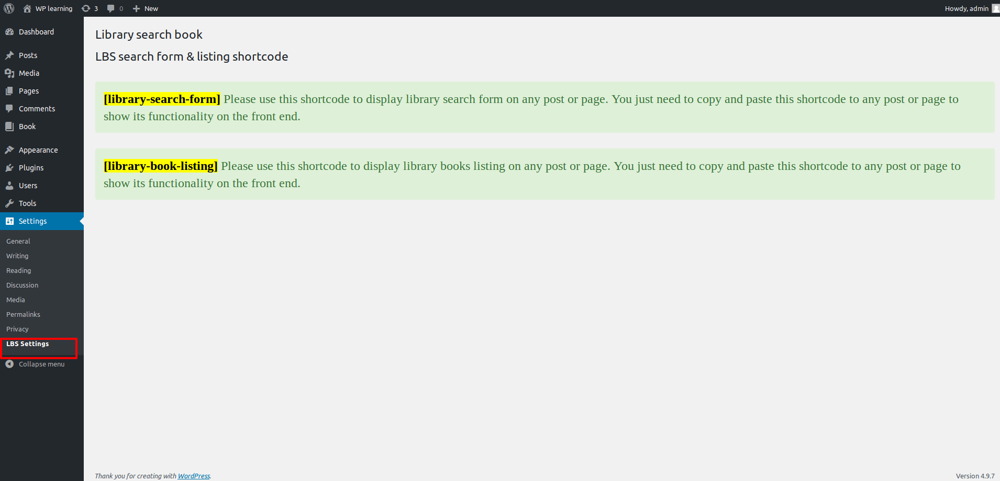 WP learning 3 0 New Howdy, admin
Dashboard
Posts
Media
Pages
Comments
Book
Appearance
Plugins
Users
Tools
Settings
General
Writing
Reading
Discussion
Media
Permalinks
Privacy
LBS Settings
Collapse menu
Library search book
LBS search form & listing shortcode
[library-search-form] Please use this shortcode to display library search form on any post or page. You just need to copy and paste this shortcode to any post or page to
show its functionality on the front end.
[library-book-listing] Please use this shortcode to display library books listing on any post or page. You just need to copy and paste this shortcode to any post or page to
show its functionality on the front end.
Thank you for creating with WordPress. Version 4.9.7